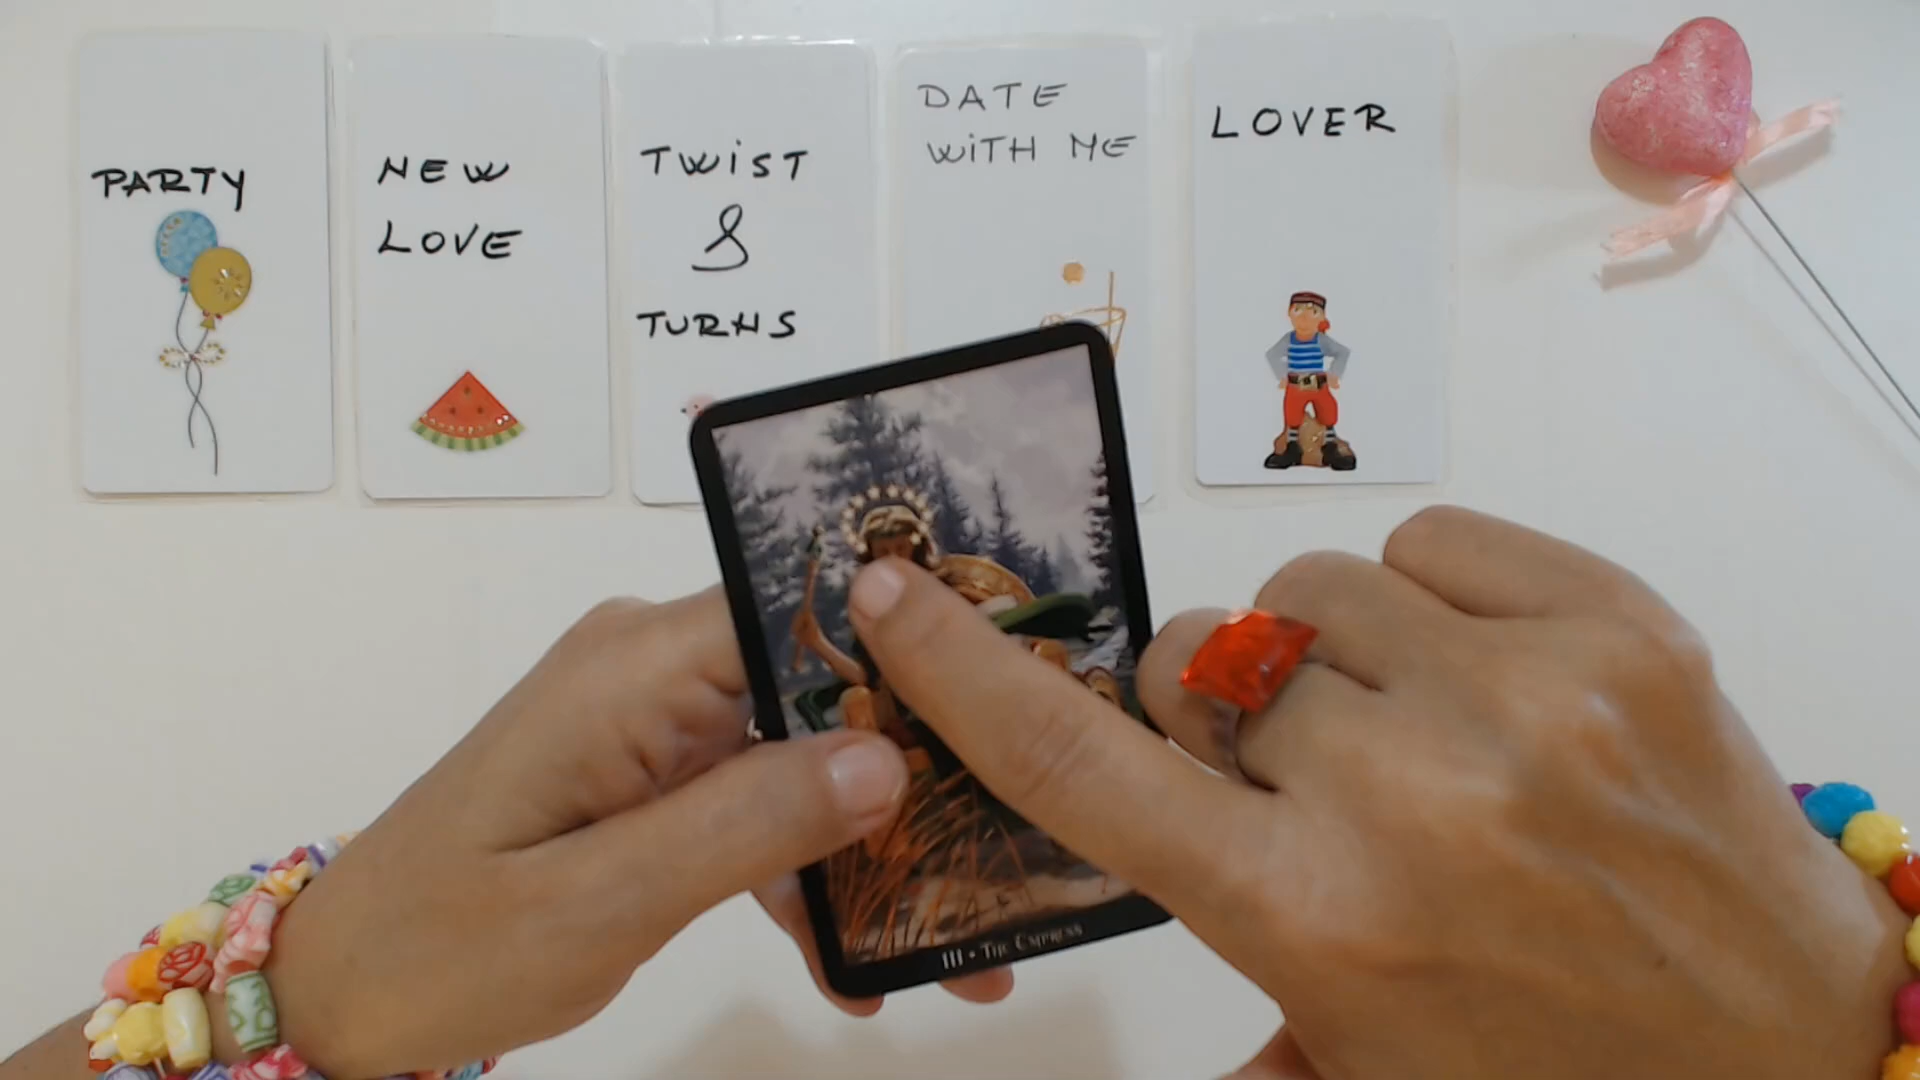 PARTY
NEW
LOVE
TWIST
&
TURNS
DATE
WITH ME
LOVER
III • THE EMPRESS